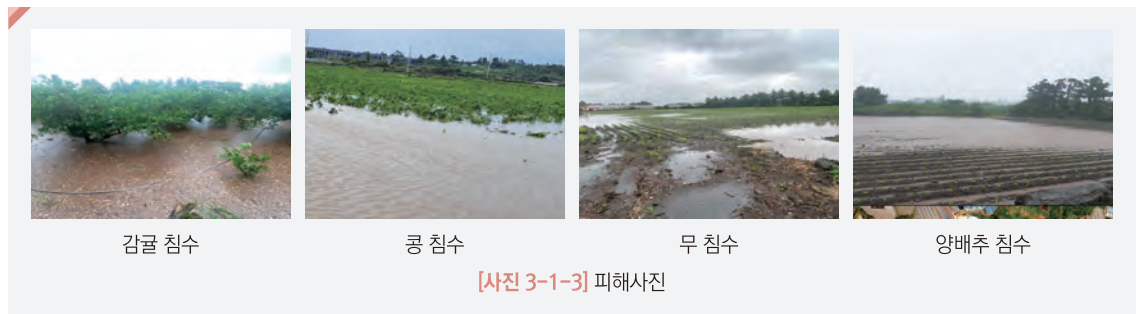 감귤 침수
콩 침수
무 침수
양배추 침수
[사진 3-1-3] 피해사진